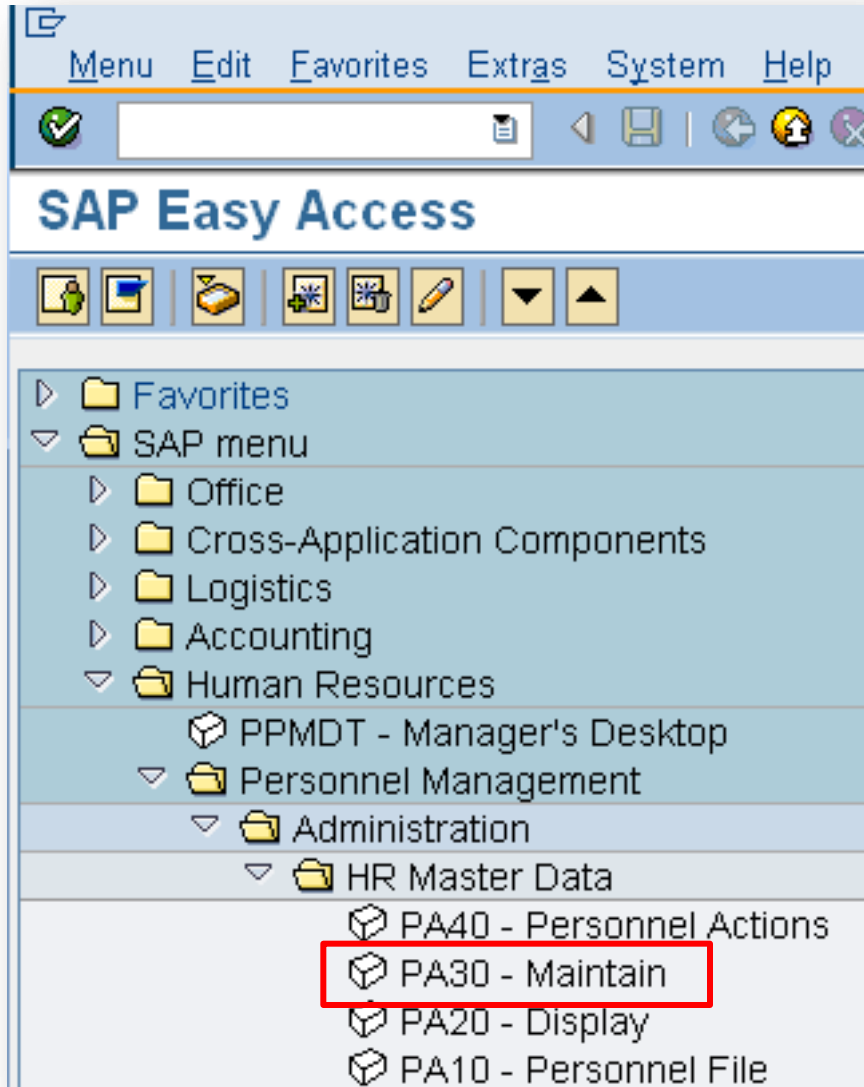 Menu Edit Favorites Extras System Help
SAP Easy Access
Favorites
SAP menu
Office
Cross-Application Components
Logistics
Accounting
Human Resources
PPMDT - Manager's Desktop
Personnel Management
Administration
HR Master Data
PA40 - Personnel Actions
PA30 - Maintain
PA20 - Display
PA10 - Personnel File